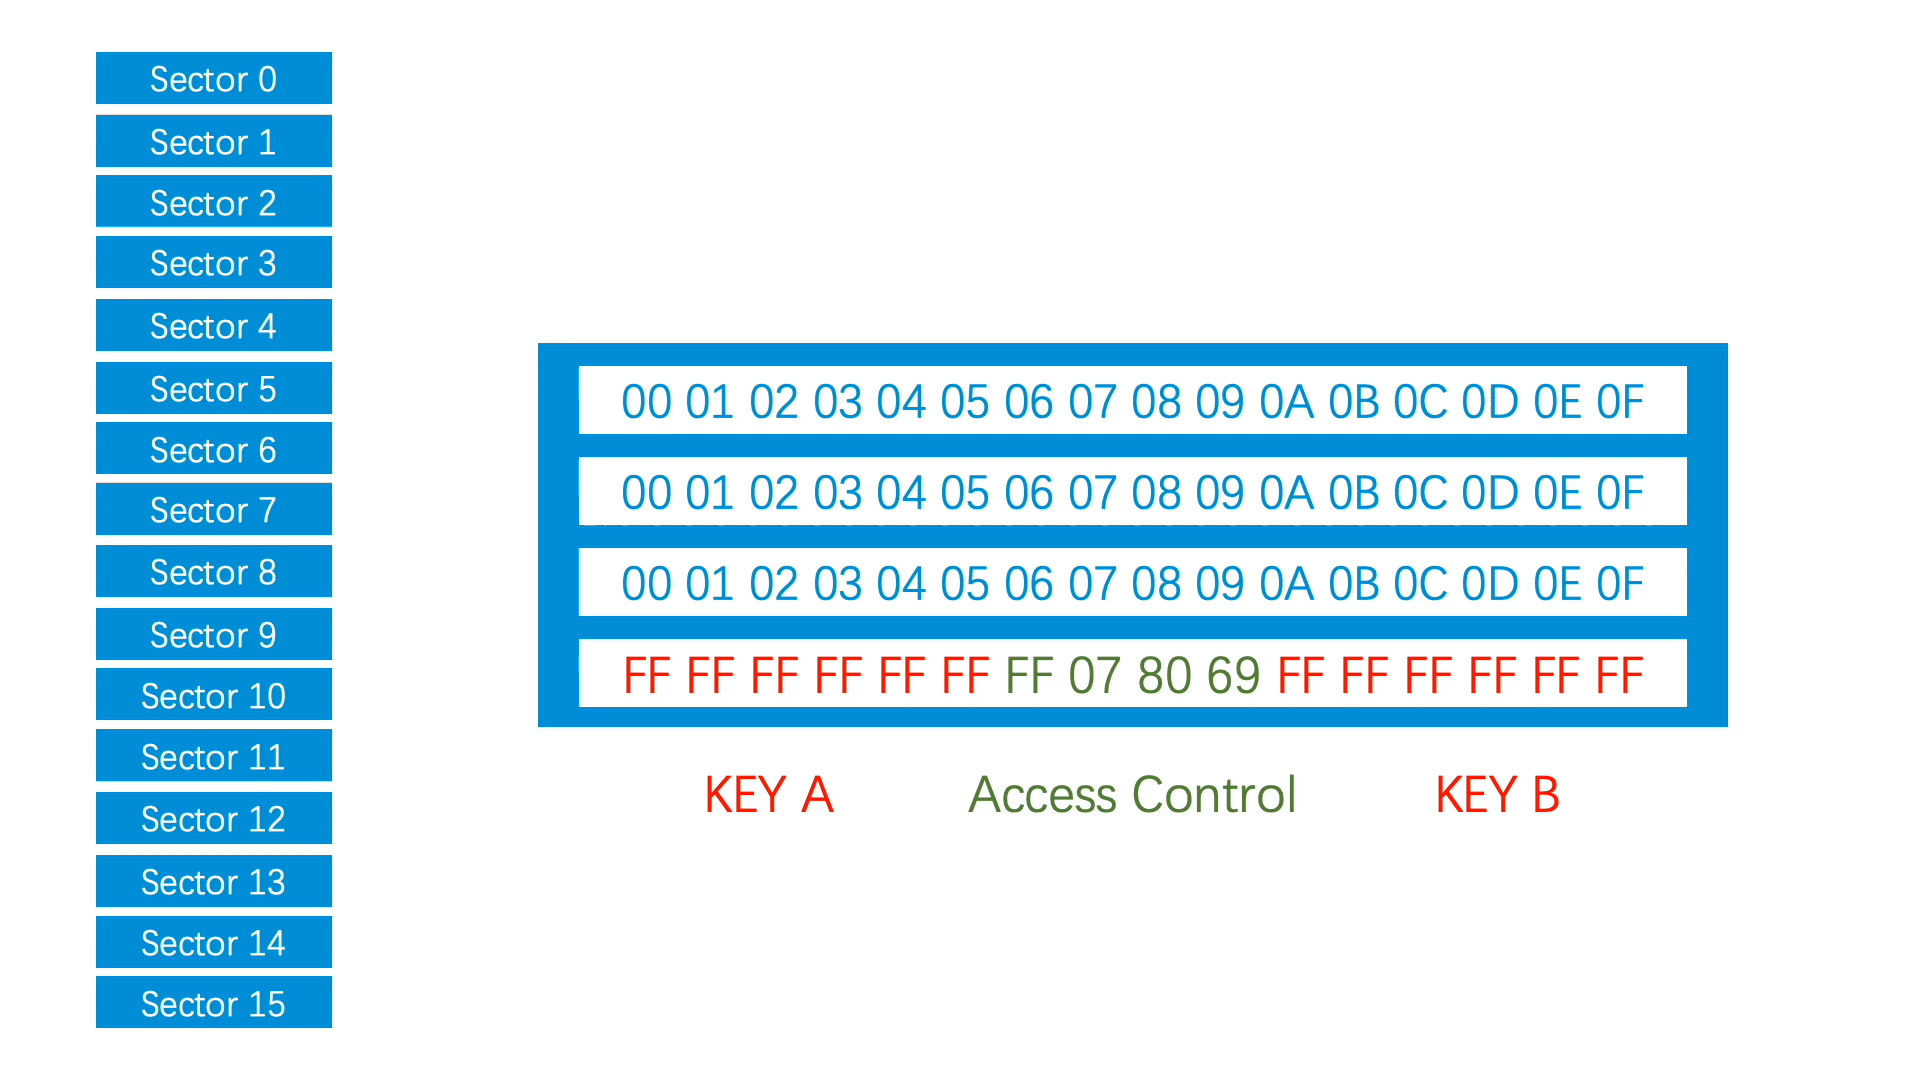 Sector 0
Sector 1
Sector 2
Sector 3
Sector 4
Sector 5
Sector 6
Sector 7
Sector 8
Sector 9
Sector 10
Sector 11
Sector 12
Sector 13
Sector 14
Sector 15
00 01 02 03 04 05 06 07 08 09 0A 0B 0C 0D 0E 0F
00 01 02 03 04 05 06 07 08 09 0A 0B 0C 0D 0E 0F
00 01 02 03 04 05 06 07 08 09 0A 0B 0C 0D 0E 0F
FF FF FF FF FF FF FF 07 80 69 FF FF FF FF FF FF
KEY A Access Control KEY B